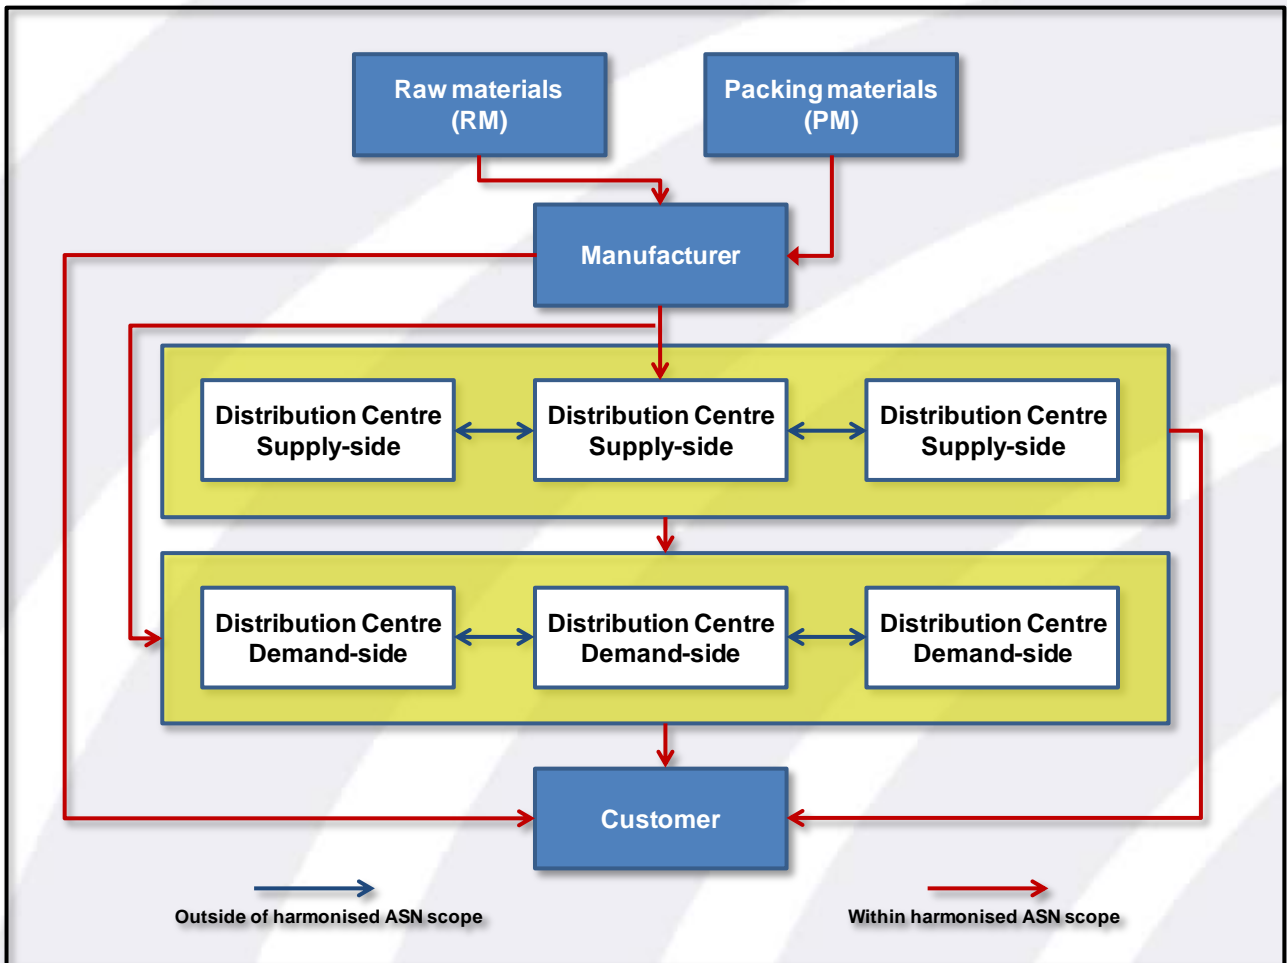 Raw materials
(RM)
Packing materials
(PM)
Manufacturer
Distribution Centre
Supply-side
Distribution Centre
Supply-side
Distribution Centre
Supply-side
Distribution Centre
Demand-side
Distribution Centre
Demand-side
Distribution Centre
Demand-side
Customer
Outside of harmonised ASN scope
Within harmonised ASN scope